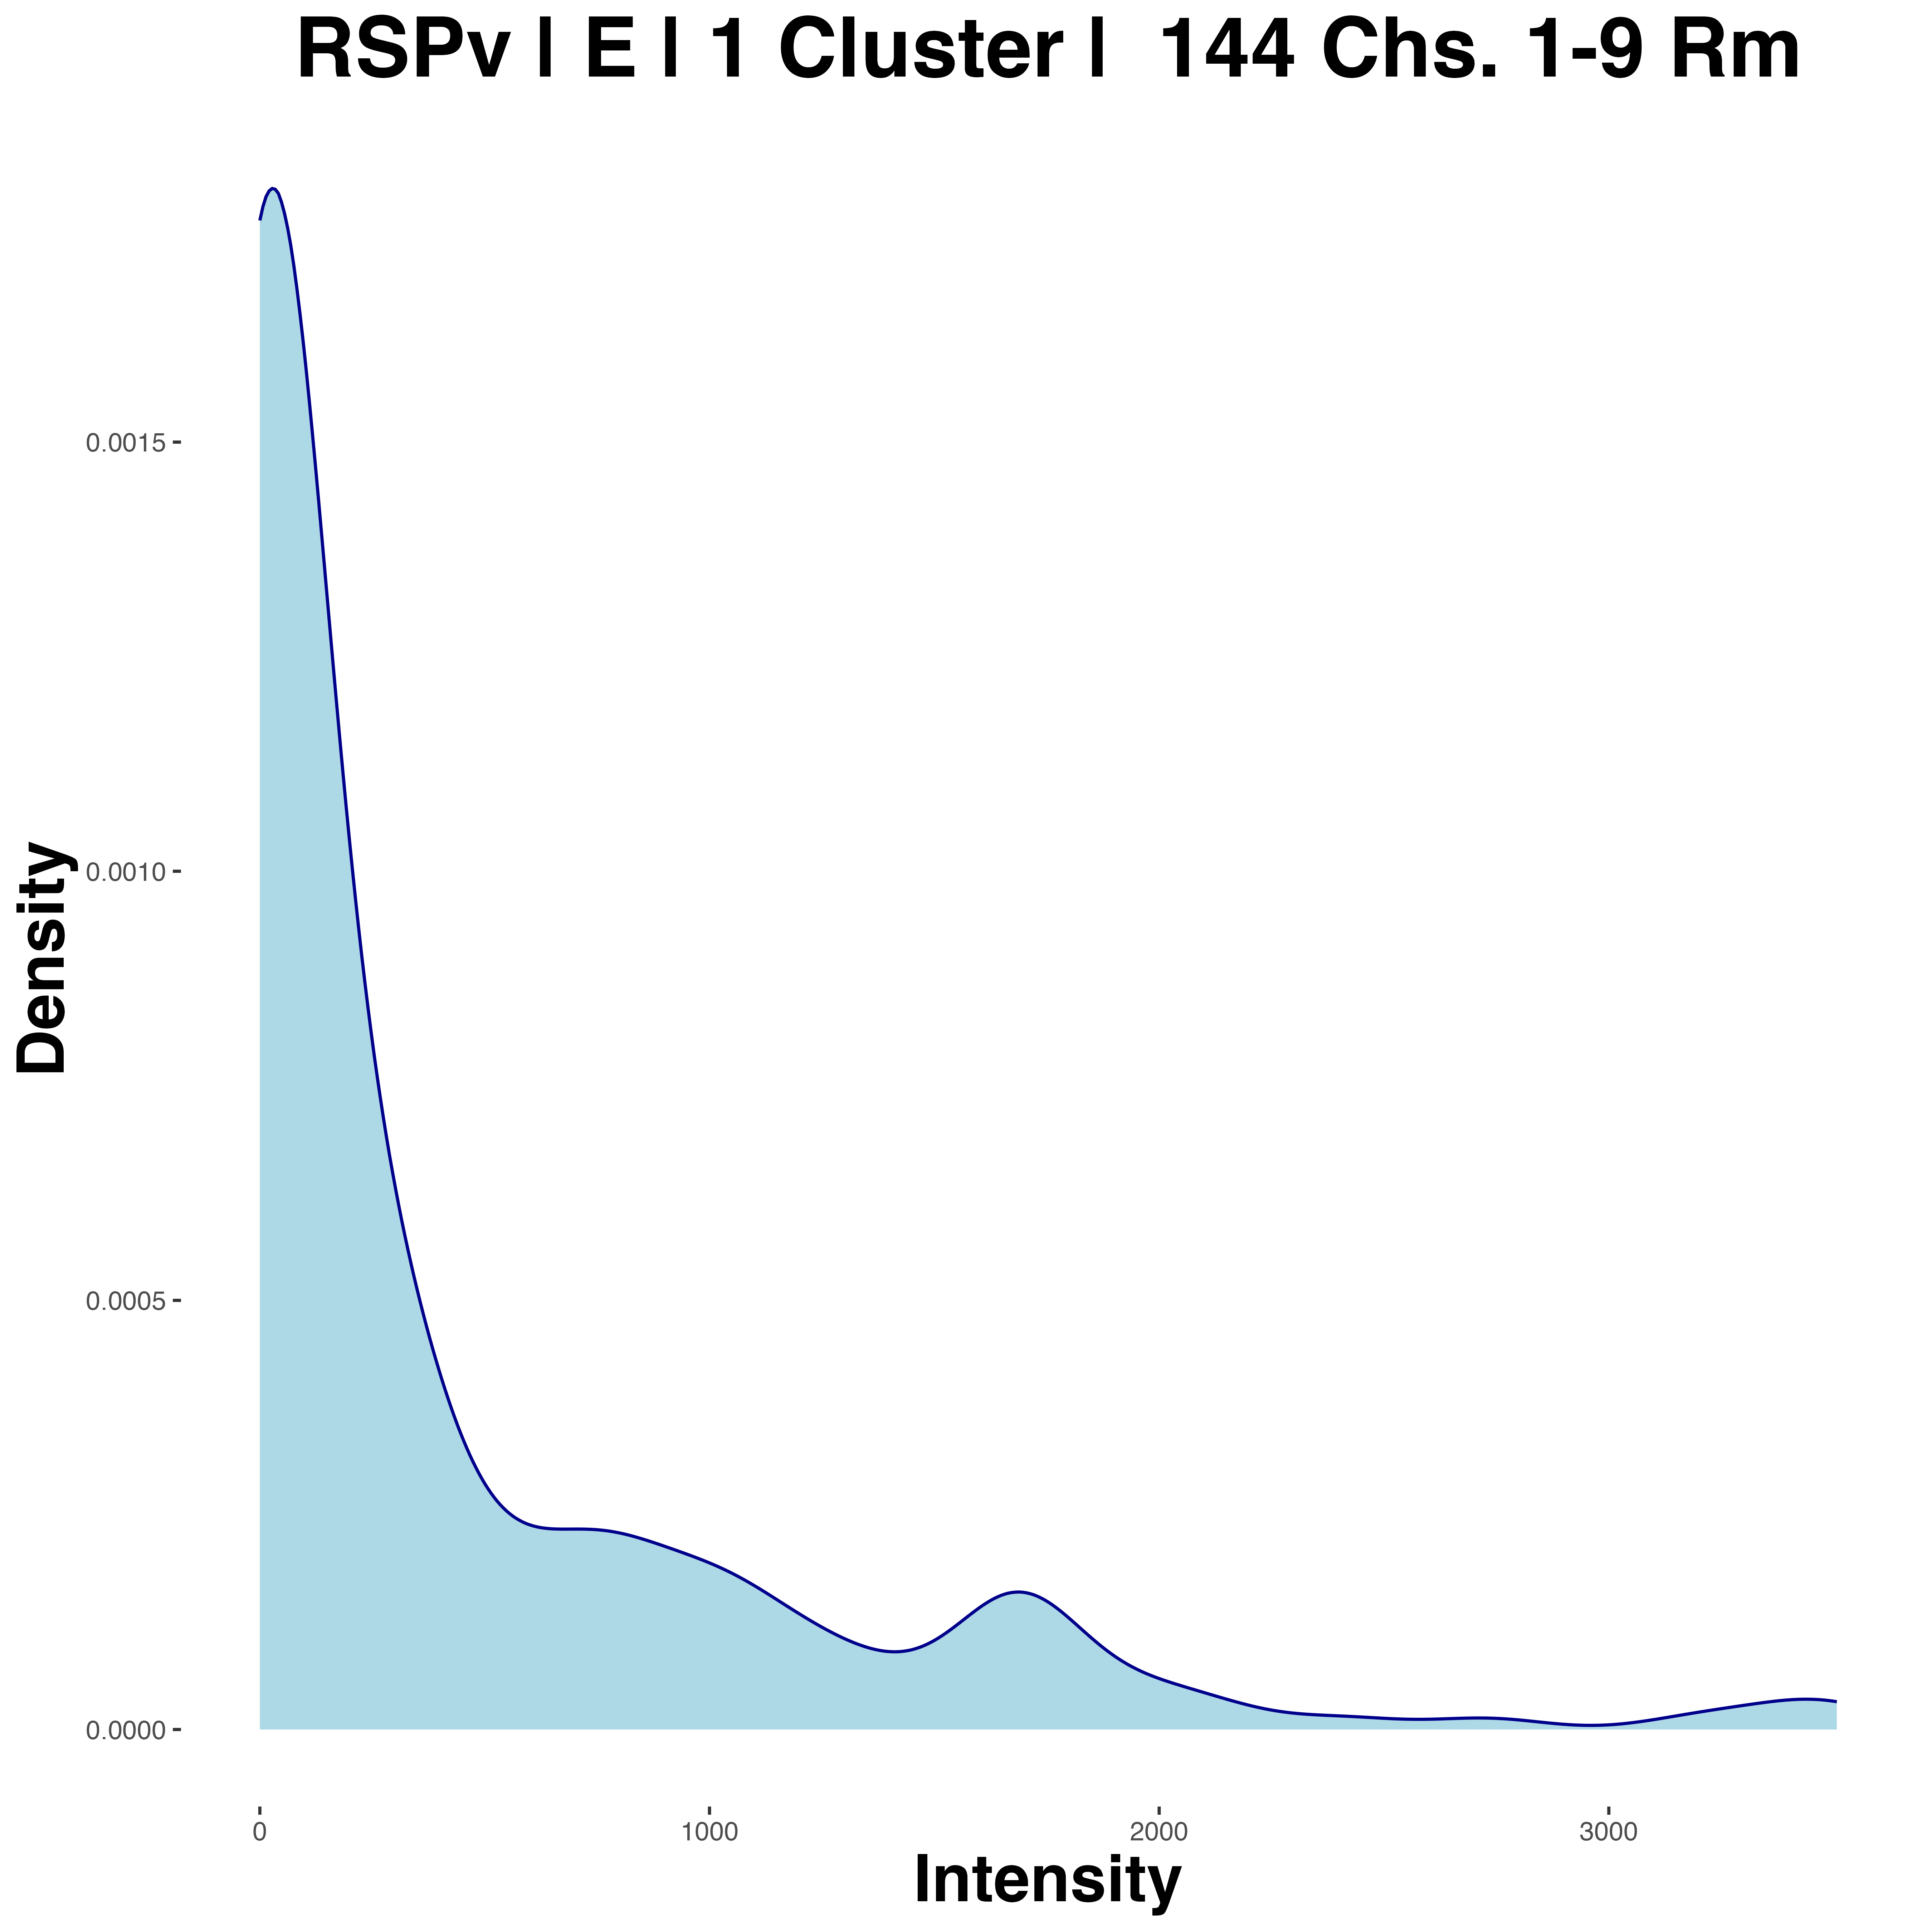 RSPv | E | 1 Cluster |  144 Chs. 1-9 Rm
Density
0.0015
0.0010
0.0005
0.0000
0
1000
2000
3000
Intensity